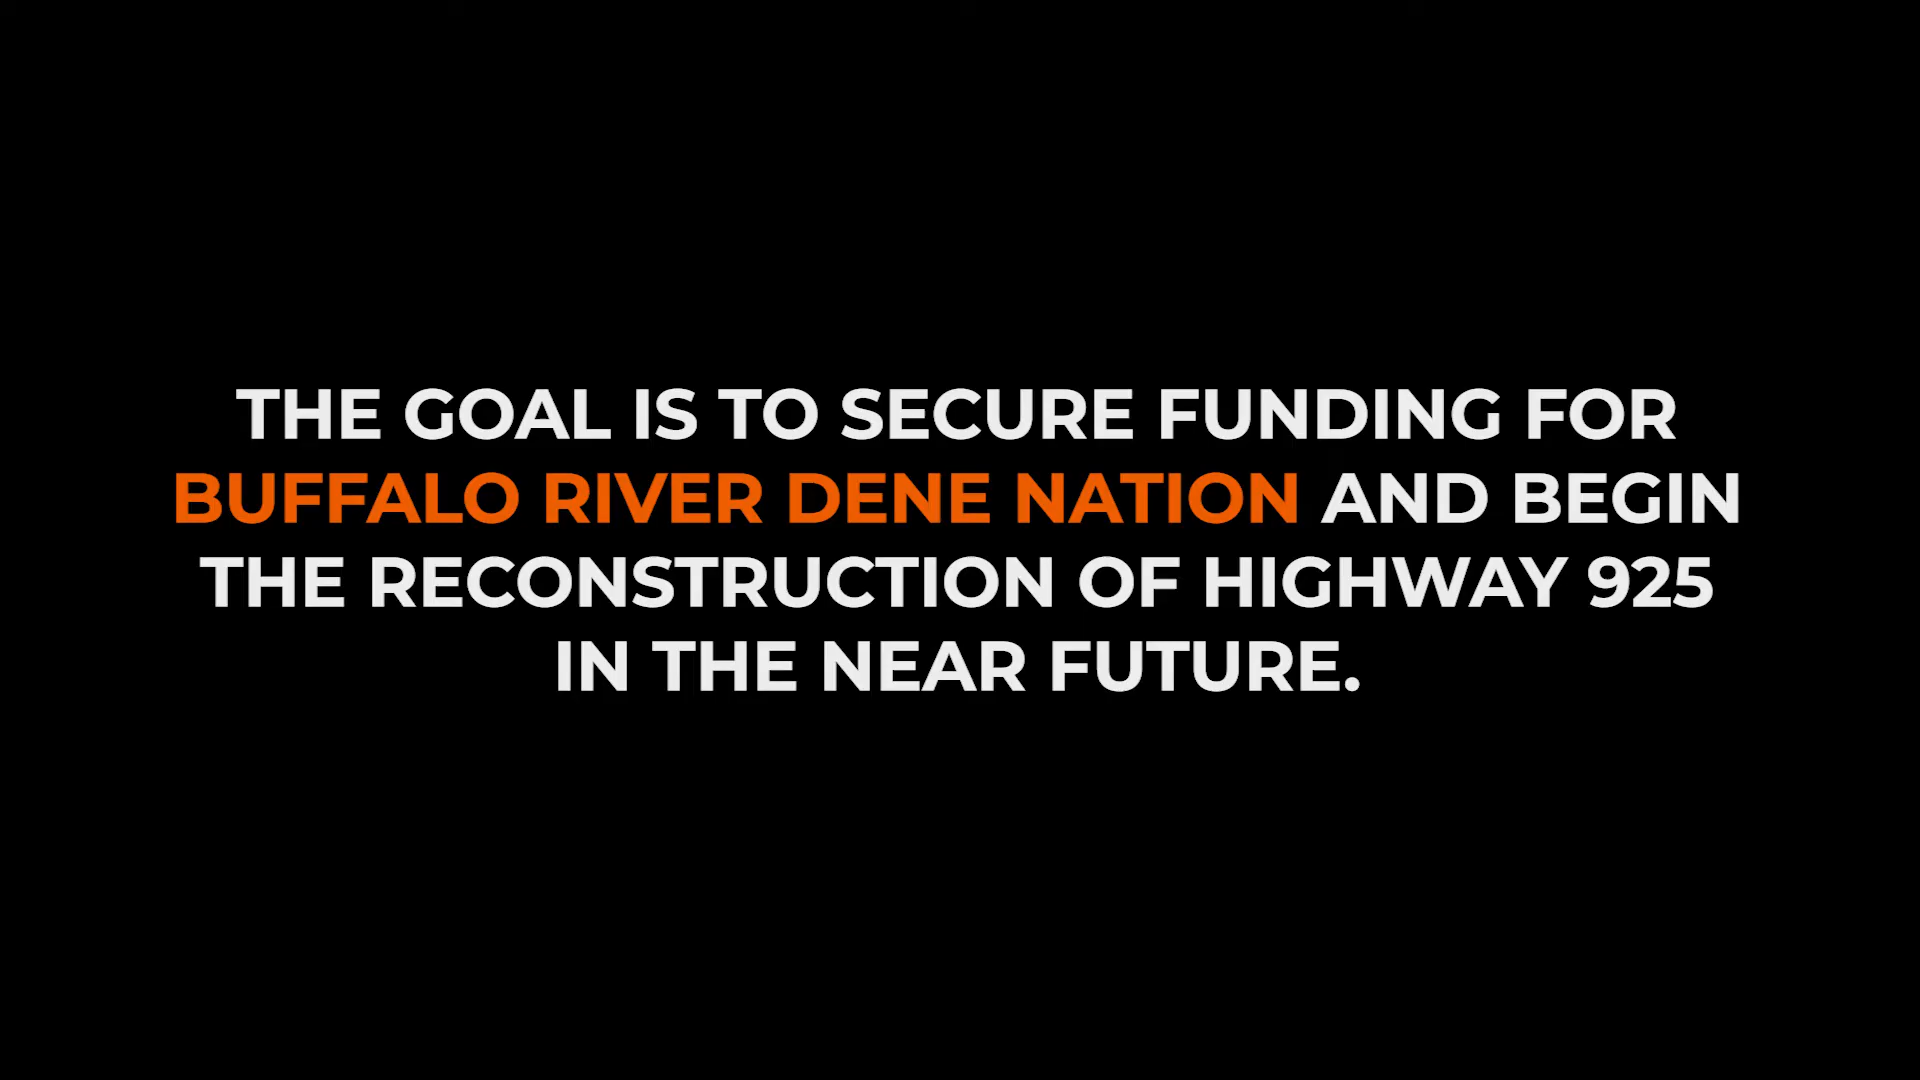 THE GOAL IS TO SECURE FUNDING FOR
BUFFALO RIVER DENE NATION AND BEGIN
THE RECONSTRUCTION OF HIGHWAY 925
IN THE NEAR FUTURE.